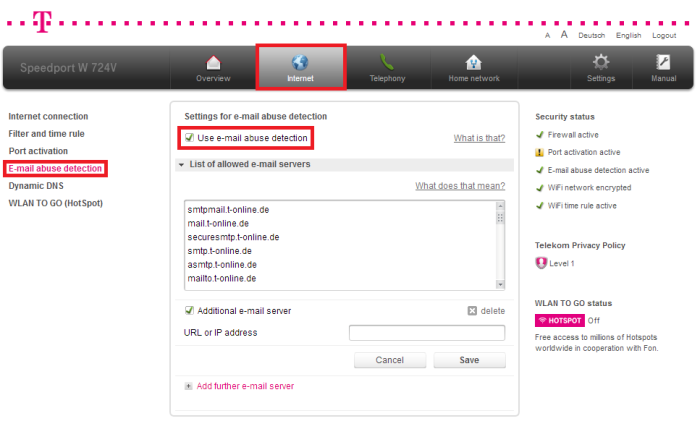 T
A A Deutsch English Logout
Speedport W 724V
Overview
Internet
Telephony
Home network
Settings
Manual
Internet connection
Filter and time rule
Port activation
E-mail abuse detection
Dynamic DNS
WLAN TO GO (HotSpot)
Settings for e-mail abuse detection
Use e-mail abuse detection
What is that?
List of allowed e-mail servers
What does that mean?
smtpmail.t-online.de
mail.t-online.de
securesmtp.t-online.de
smtp.t-online.de
asmtp.t-online.de
mailto.t-online.de
Additional e-mail server
delete
URL or IP address
Cancel
Save
Add further e-mail server
Security status
Firewall active
Port activation active
E-mail abuse detection active
WiFi network encrypted
WiFi time rule active
Telekom Privacy Policy
Level 1
WLAN TO GO status
HOTSPOT Off
Free access to millions of Hotspots
worldwide in cooperation with Fon.